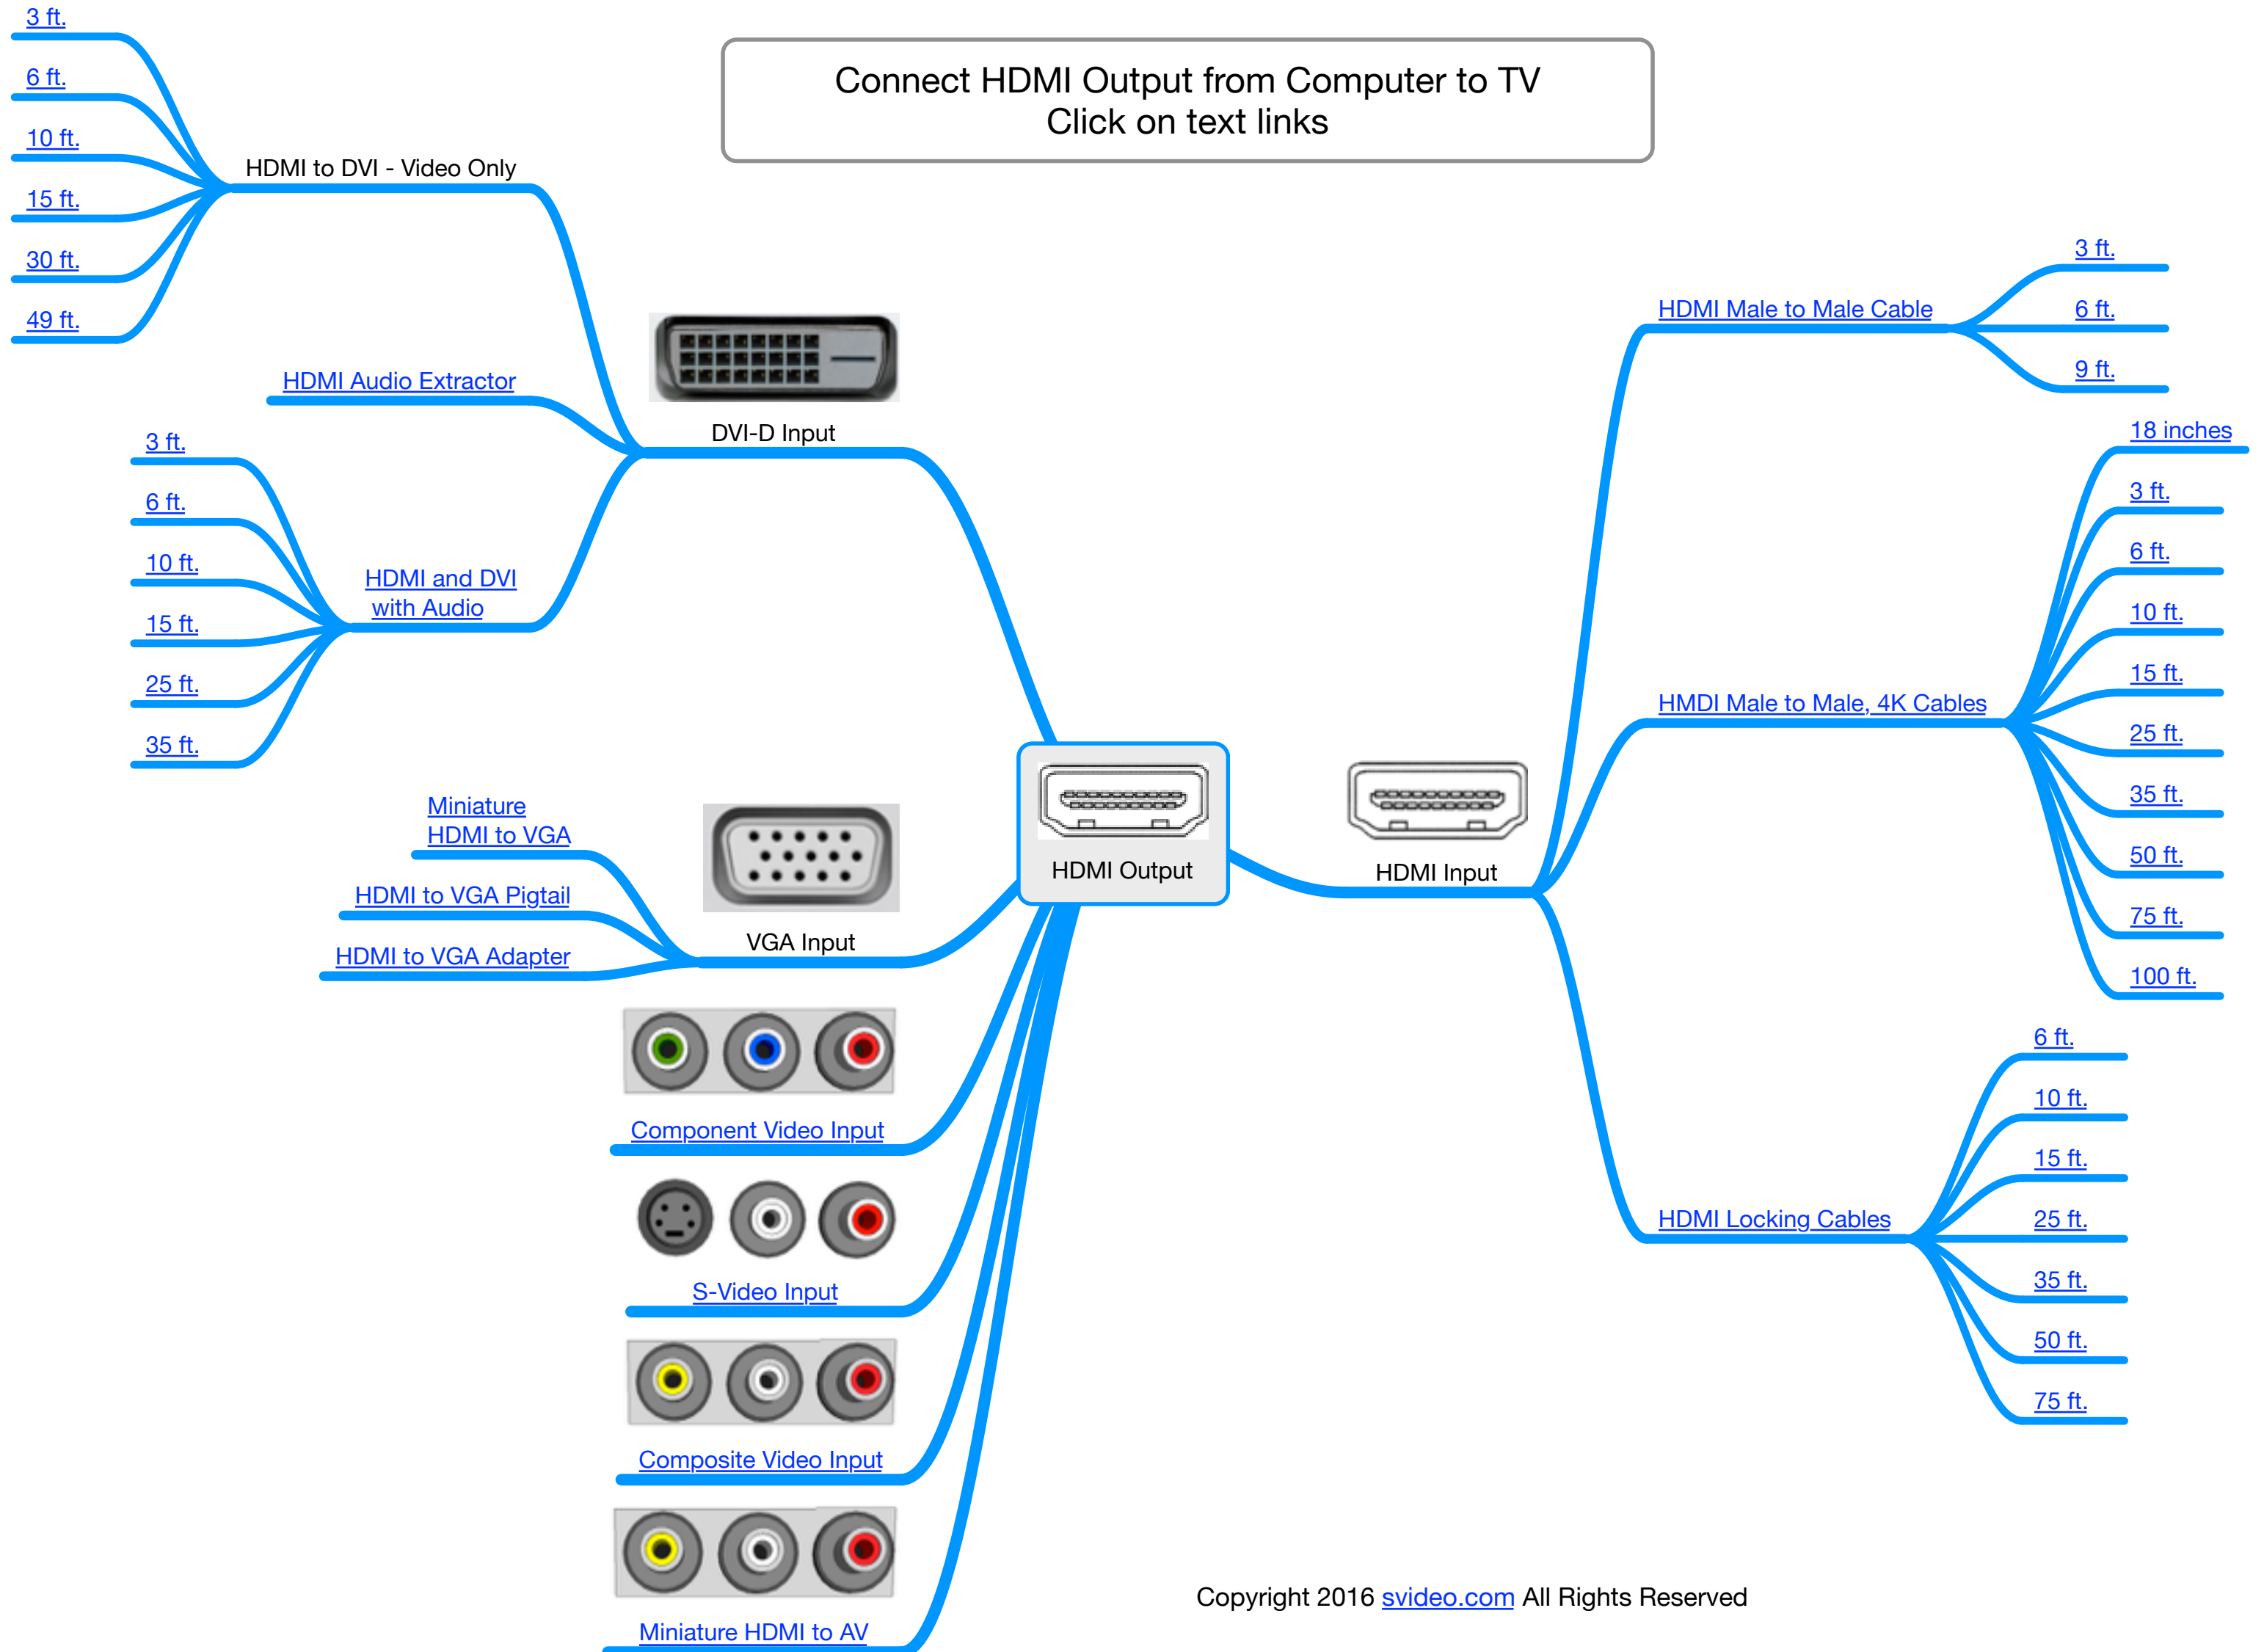 Connect HDMI Output from Computer to TV
Click on text links
3 ft.
6 ft.
10 ft.
15 ft.
30 ft.
49 ft.
HDMI to DVI - Video Only
HDMI Audio Extractor
DVI-D Input
3 ft.
6 ft.
10 ft.
15 ft.
25 ft.
35 ft.
HDMI and DVI
with Audio
Miniature
HDMI to VGA
HDMI to VGA Pigtail
HDMI to VGA Adapter
VGA Input
Component Video Input
S-Video Input
Composite Video Input
Miniature HDMI to AV
HDMI Output
HDMI Input
HDMI Male to Male Cable
3 ft.
6 ft.
9 ft.
HMDI Male to Male, 4K Cables
18 inches
3 ft.
6 ft.
10 ft.
15 ft.
25 ft.
35 ft.
50 ft.
75 ft.
100 ft.
HDMI Locking Cables
6 ft.
10 ft.
15 ft.
25 ft.
35 ft.
50 ft.
75 ft.
Copyright 2016 svideo.com All Rights Reserved